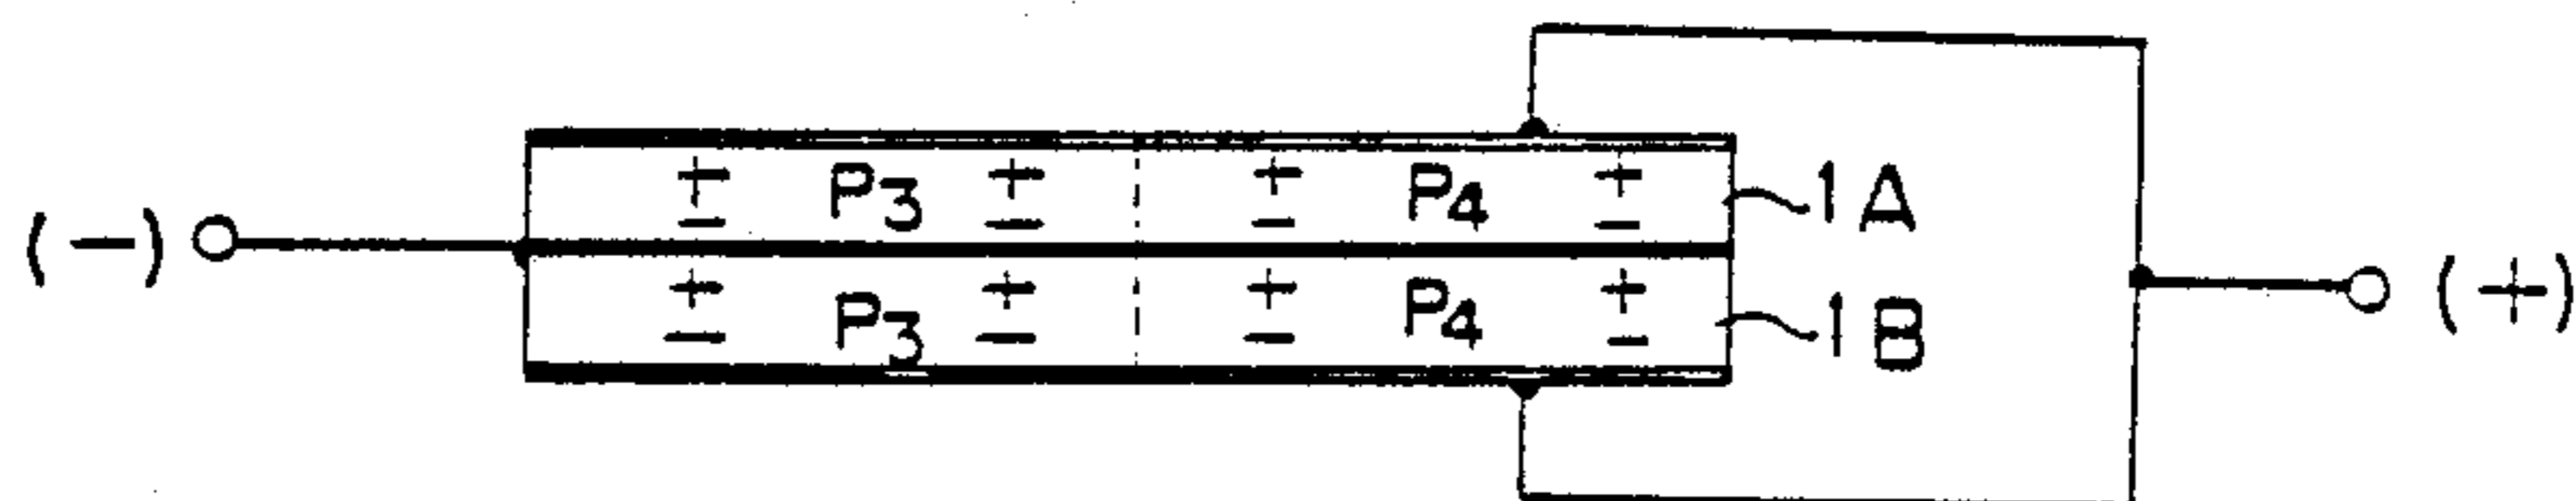 + P3 + + P4 + 1A
(-) - - - -
+ P3 + + P4 + (+)
- - - - 1B